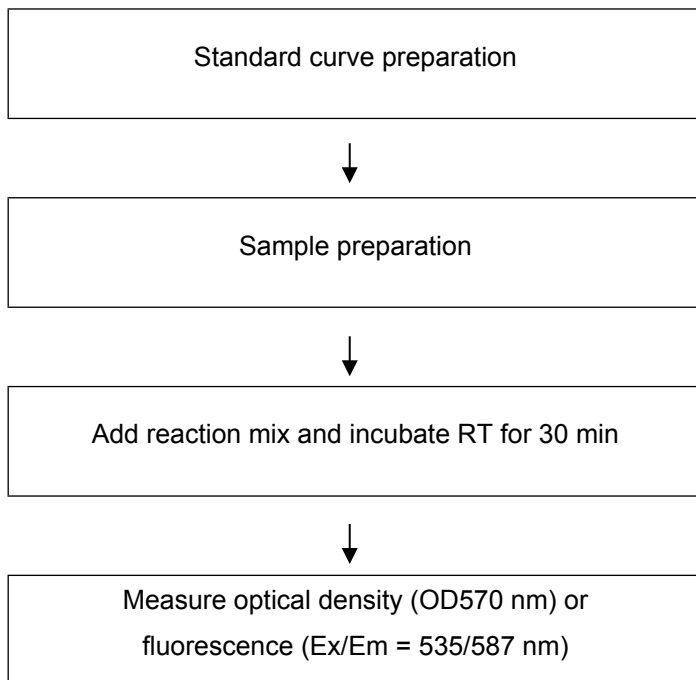 Standard curve preparation
Sample preparation
Add reaction mix and incubate RT for 30 min
Measure optical density (OD570 nm) or
fluorescence (Ex/Em = 535/587 nm)